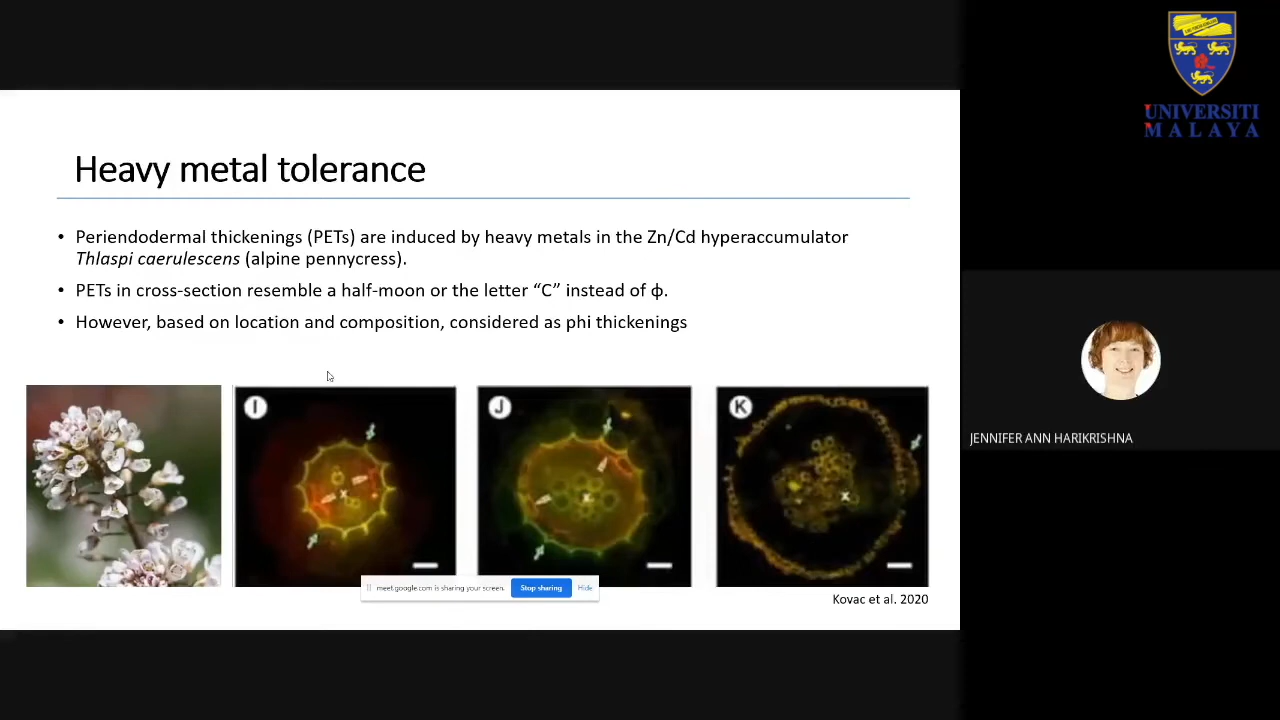 UNIVERSITI
MALAYA
Heavy metal tolerance
• Periendodermal thickenings (PETs) are induced by heavy metals in the Zn/Cd hyperaccumulator
Thlaspi caerulescens (alpine pennycress).
• PETs in cross-section resemble a half-moon or the letter “C” instead of ϕ.
• However, based on location and composition, considered as phi thickenings
I
J
K
x
x
x
meet.google.com is sharing your screen.
Stop sharing
Hide
Kovac et al. 2020
JENNIFER ANN HARIKRISHNA